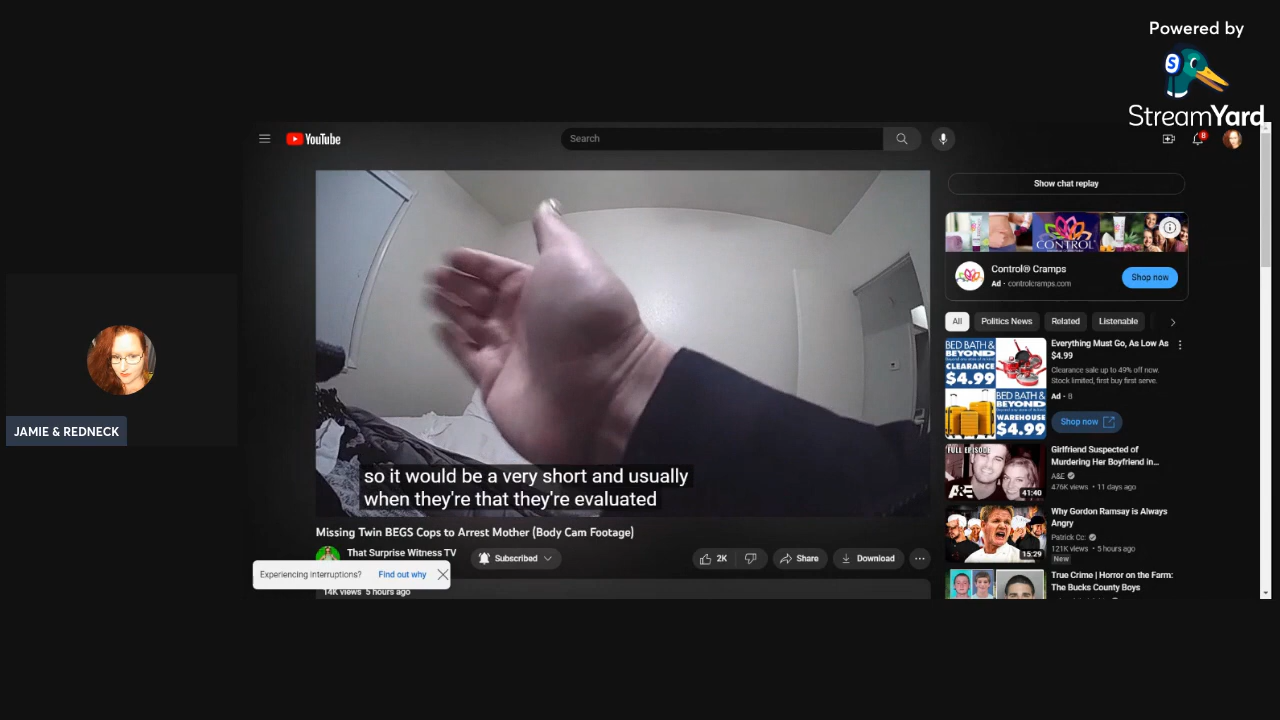 Powered by
StreamYard
YouTube
Search
8
Show chat replay
CONTROL
Control® Cramps
Ad · controlcramps.com
Shop now
All
Politics News
Related
Listenable
so it would be a very short and usually
when they're that they're evaluated
Missing Twin BEGS Cops to Arrest Mother (Body Cam Footage)
That Surprise Witness TV
Subscribed
2K
Share
Download
Experiencing interruptions?
Find out why
14K views 5 hours ago
JAMIE & REDNECK
BED BATH &
BEYOND
CLEARANCE
$4.99
BED BATH &
BEYOND
WAREHOUSE
$4.99
Everything Must Go, As Low As
$4.99
Clearance sale up to 49% off now.
Stock limited, first buy first serve.
Ad · 8
Shop now
FULL EPISODE
A&E
41:40
Girlfriend Suspected of
Murdering Her Boyfriend in...
A&E
476K views · 11 days ago
15:29
Why Gordon Ramsay is Always
Angry
Patrick Cc:
121K views · 5 hours ago
New
True Crime | Horror on the Farm:
The Bucks County Boys